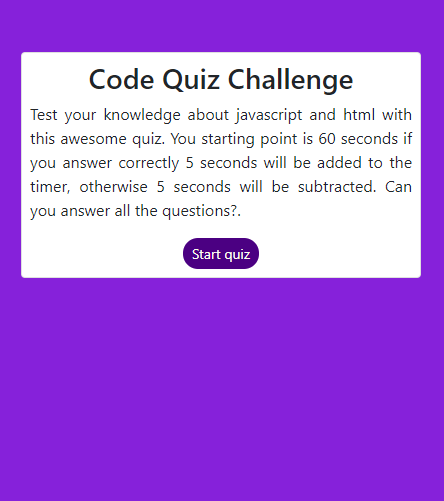 Code Quiz Challenge
Test your knowledge about javascript and html with
this awesome quiz. You starting point is 60 seconds if
you answer correctly 5 seconds will be added to the
timer, otherwise 5 seconds will be subtracted. Can
you answer all the questions?.
Start quiz